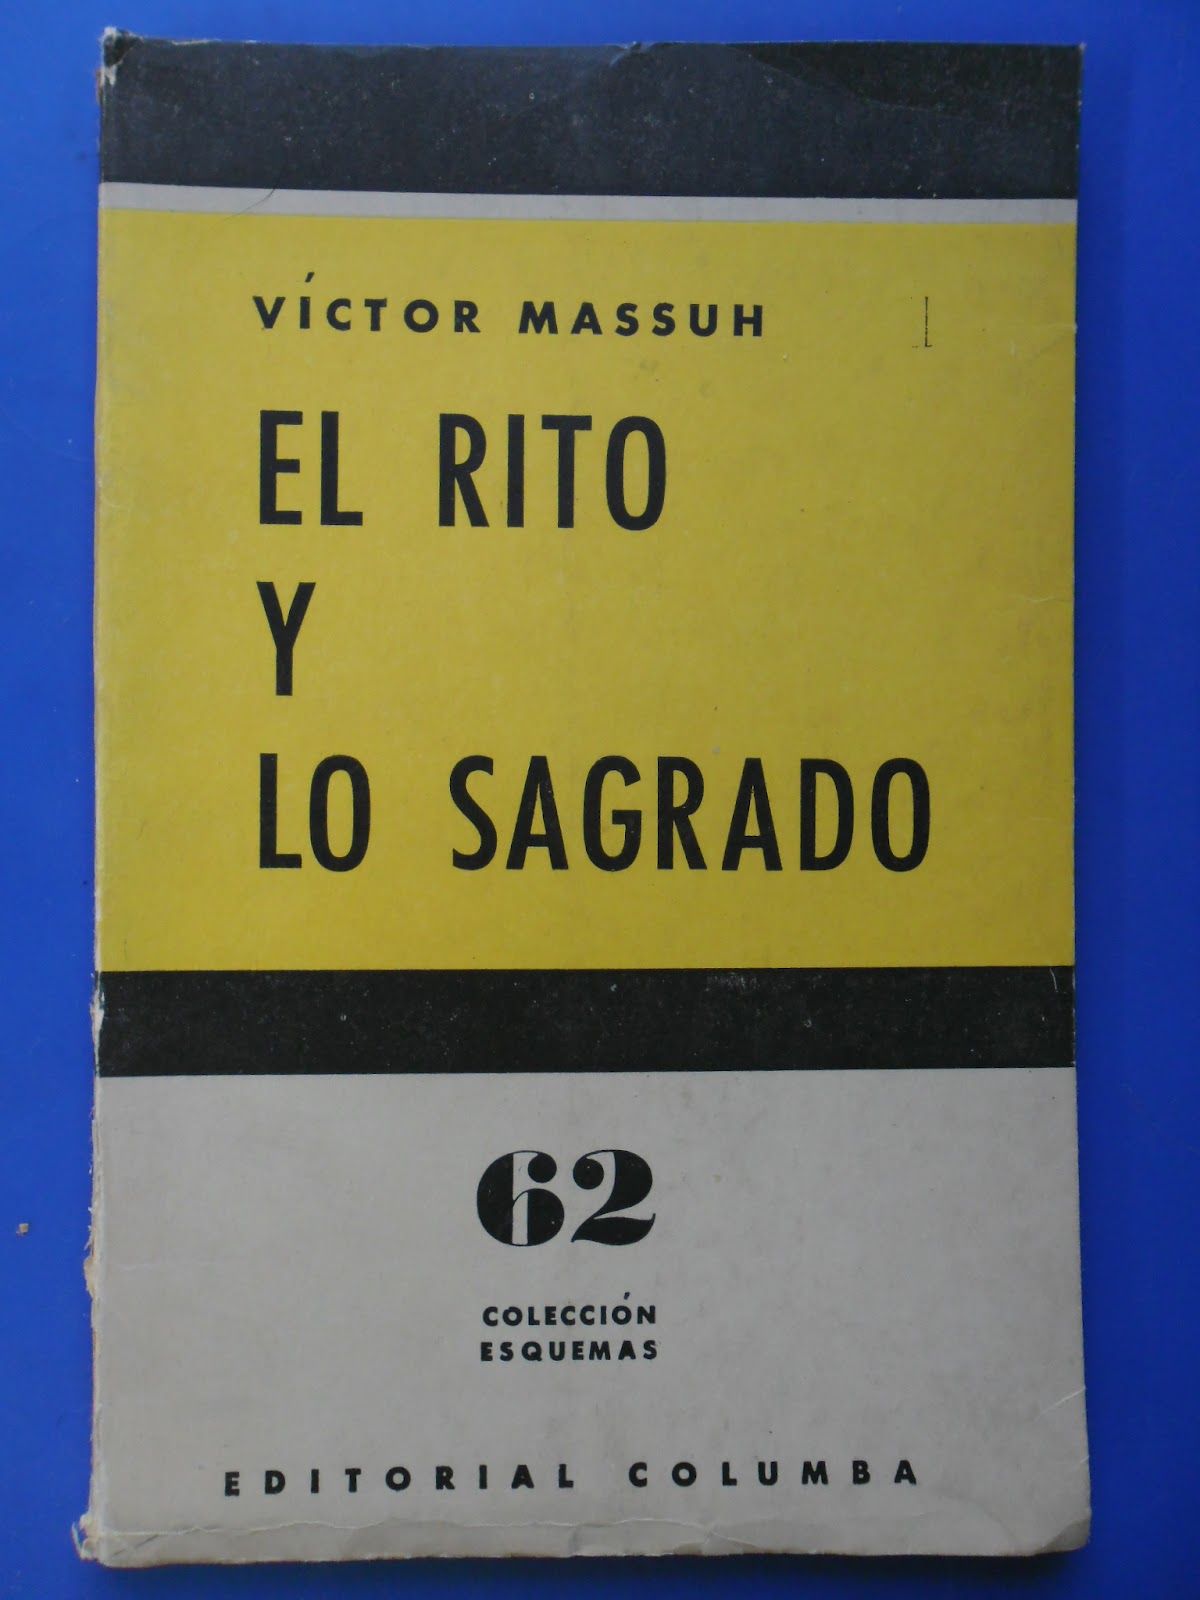 VÍCTOR MASSUH
EL RITO
Y
LO SAGRADO
62
COLECCIÓN
ESQUEMAS
EDITORIAL COLUMBA